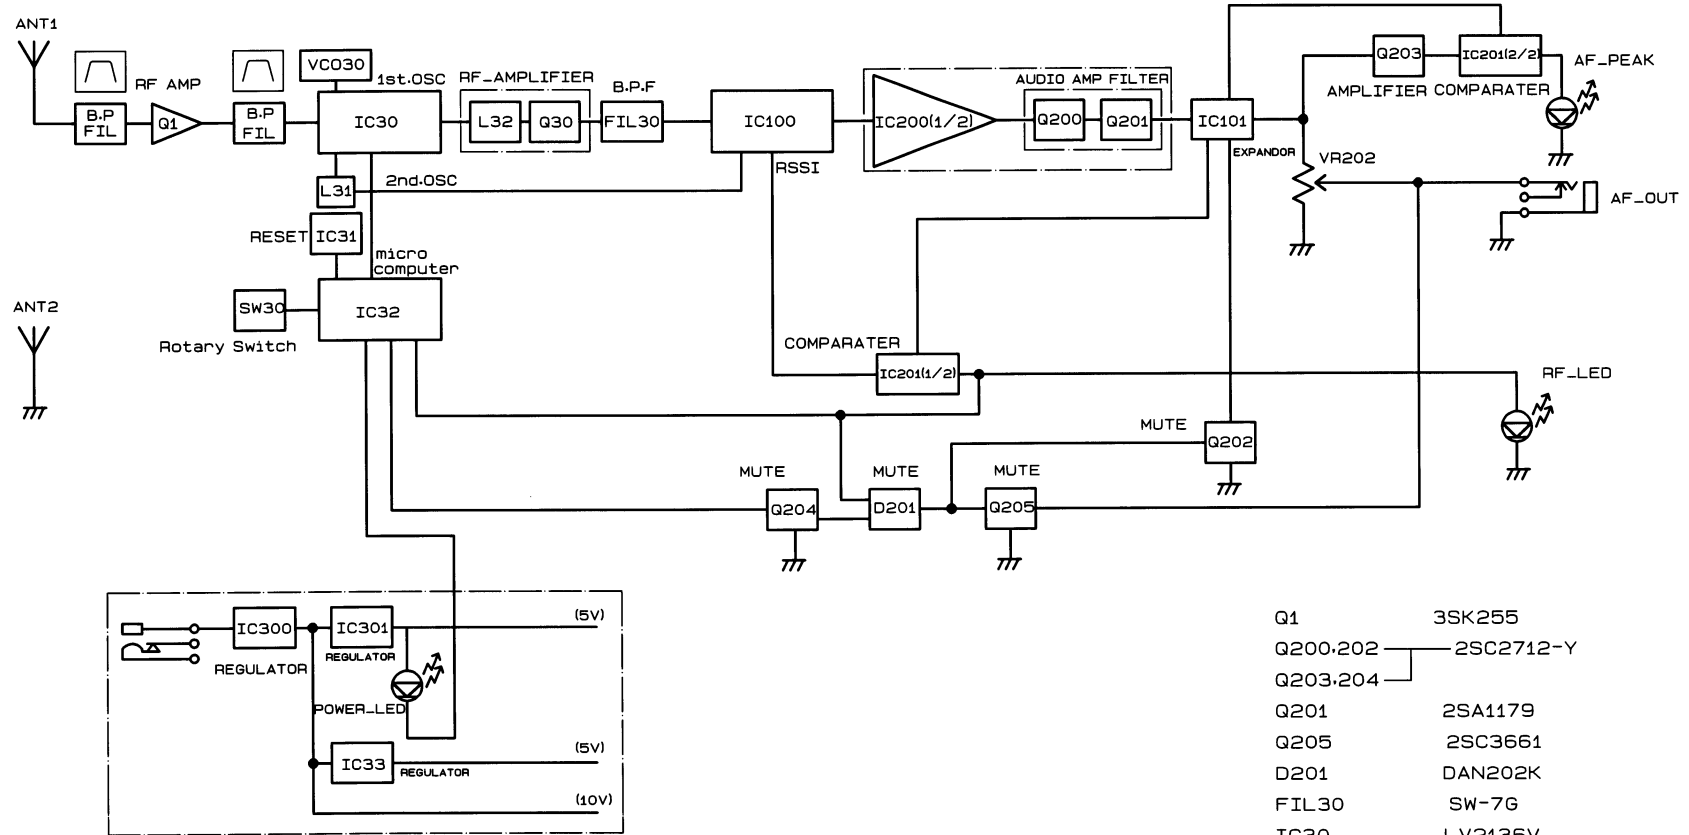 ANT1
RF AMP
B.P
FIL
Q1
B.P
FIL
VCO30
1st.OSC
IC30
RF_AMPLIFIER
L32
Q30
B.P.F
FIL30
IC100
RSSI
IC200(1/2)
AUDIO AMP FILTER
Q200
Q201
IC101
EXPANDOR
Q203
AMPLIFIER
IC201(2/2)
COMPARATER
AF_PEAK
VR202
AF_OUT
L31
2nd.OSC
RESET
IC31
micro
computer
ANT2
SW30
Rotary Switch
IC32
COMPARATER
IC201(1/2)
RF_LED
MUTE
Q202
MUTE
Q204
MUTE
D201
MUTE
Q205
IC300
REGULATOR
IC301
REGULATOR
(5V)
POWER_LED
IC33
REGULATOR
(5V)
(10V)
Q1 3SK255
Q200,202 2SC2712-Y
Q203,204
Q201 2SA1179
Q205 2SC3661
D201 DAN202K
FIL30 SW-7G
IC30 LV2135V